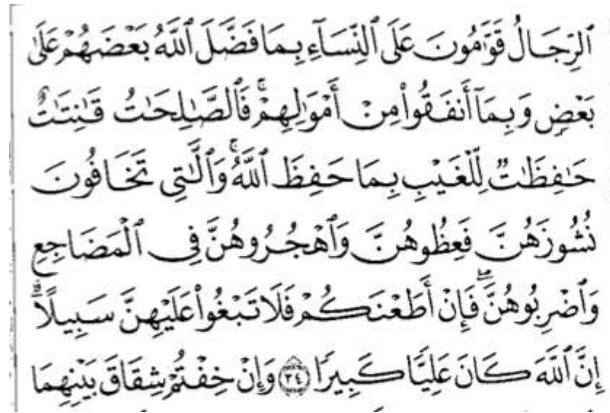 ٱلرِّجَالُ قَوَّٰمُونَ عَلَى ٱلنِّسَآءِ بِمَا فَضَّلَ ٱللَّهُ بَعْضَهُمْ عَلَىٰ
بَعْضٍ وَبِمَآ أَنفَقُوا۟ مِنْ أَمْوَٰلِهِمْ ۚ فَٱلصَّٰلِحَٰتُ قَٰنِتَٰتٌ
حَٰفِظَٰتٌ لِّلْغَيْبِ بِمَا حَفِظَ ٱللَّهُ ۚ وَٱلَّٰتِى تَخَافُونَ
نُشُوزَهُنَّ فَعِظُوهُنَّ وَٱهْجُرُوهُنَّ فِى ٱلْمَضَاجِعِ
وَٱضْرِبُوهُنَّ ۖ فَإِنْ أَطَعْنَكُمْ فَلَا تَبْغُوا۟ عَلَيْهِنَّ سَبِيلًا ۗ
إِنَّ ٱللَّهَ كَانَ عَلِيًّا كَبِيرًا ۝٣٤ وَإِنْ خِفْتُمْ شِقَاقَ بَيْنِهِمَا